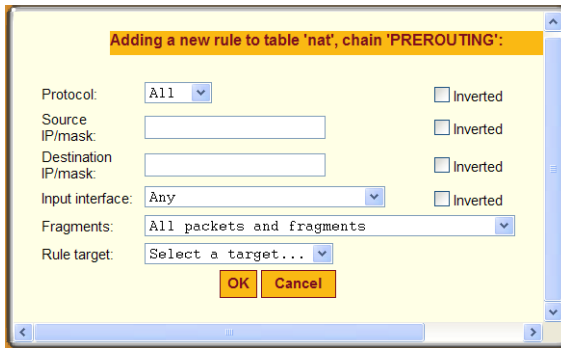 Adding a new rule to table 'nat', chain 'PREROUTING':
Protocol: All Inverted
Source IP/mask: Inverted
Destination IP/mask: Inverted
Input interface: Any Inverted
Fragments: All packets and fragments
Rule target: Select a target...
OK Cancel